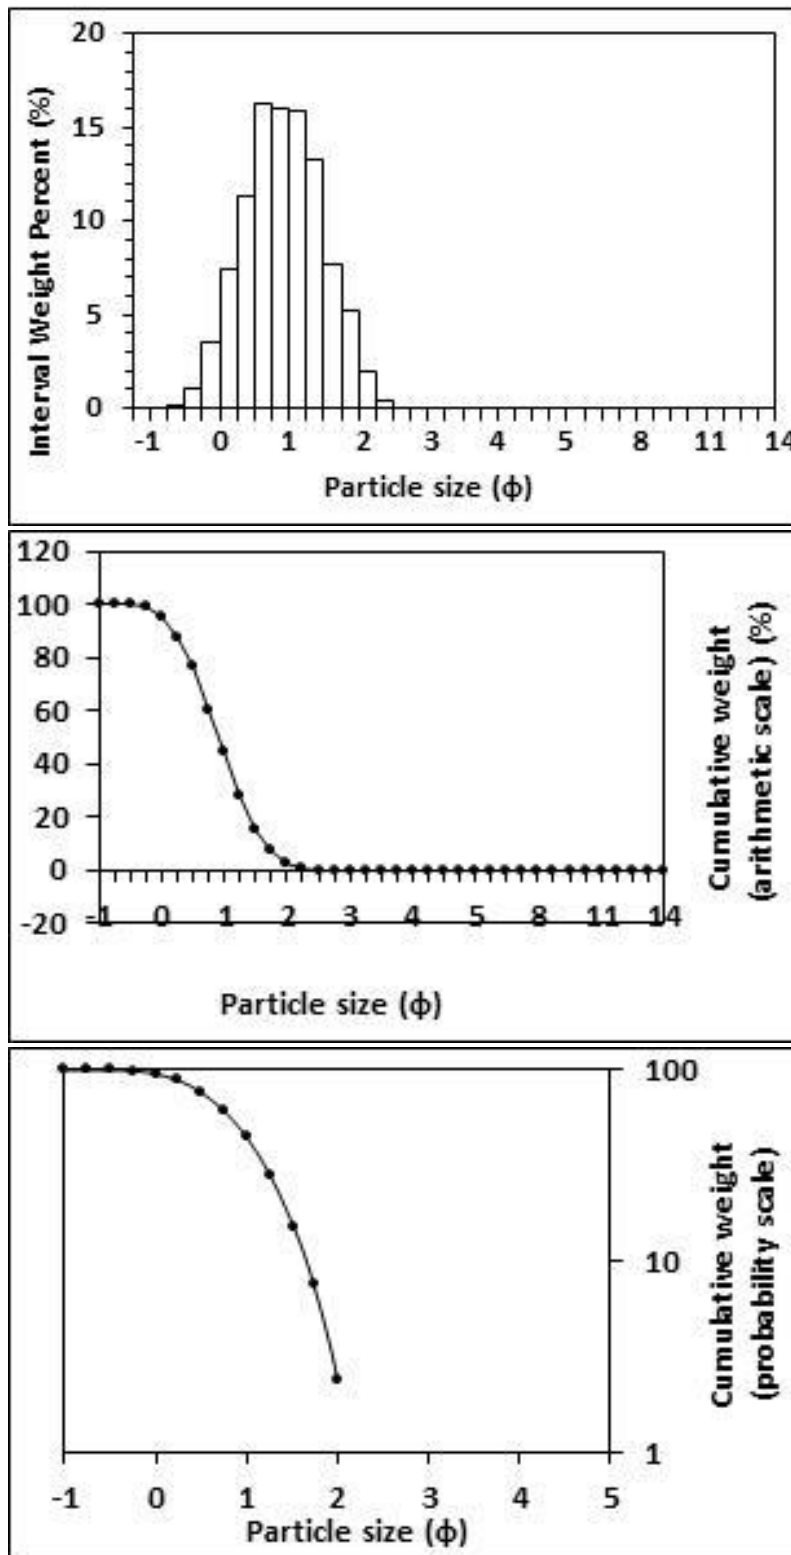 20
15
10
5
0
Interval Weight Percent (%)
-1 0 1 2 3 4 5 8 11 14
Particle size (ϕ)
120
100
80
60
40
20
0
-20
-1 0 1 2 3 4 5 8 11 14
Cumulative weight
(arithmetic scale) (%)
Particle size (ϕ)
100
10
1
Cumulative weight
(probability scale)
-1 0 1 2 3 4 5
Particle size (ϕ)